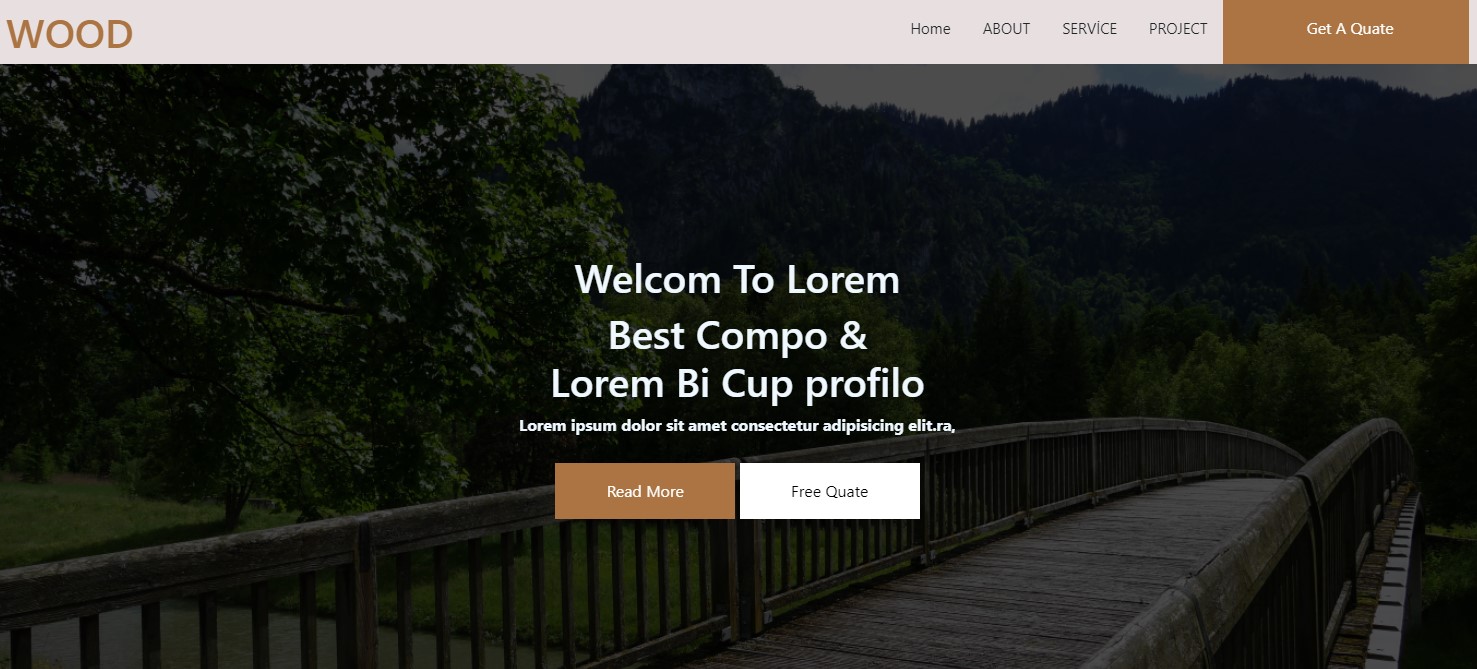 WOOD
Home ABOUT SERVİCE PROJECT Get A Quate
Welcom To Lorem
Best Compo &
Lorem Bi Cup profilo
Lorem ipsum dolor sit amet consectetur adipisicing elit.ra,
Read More Free Quate